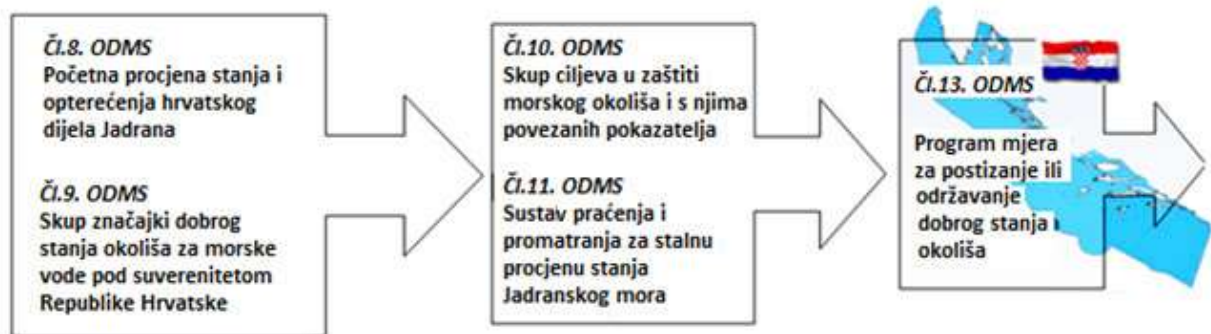 Čl.8. ODMS
Početna procjena stanja i
opterećenja hrvatskog
dijela Jadrana
Čl.9. ODMS
Skup značajki dobrog
stanja okoliša za morske
vode pod suverenitetom
Republike Hrvatske
Čl.10. ODMS
Skup ciljeva u zaštiti
morskog okoliša i s njima
povezanih pokazatelja
Čl.11. ODMS
Sustav praćenja i
promatranja za stalnu
procjenu stanja
Jadranskog mora
Čl.13. ODMS
Program mjera
za postizanje ili
održavanje
dobrog stanja
okoliša